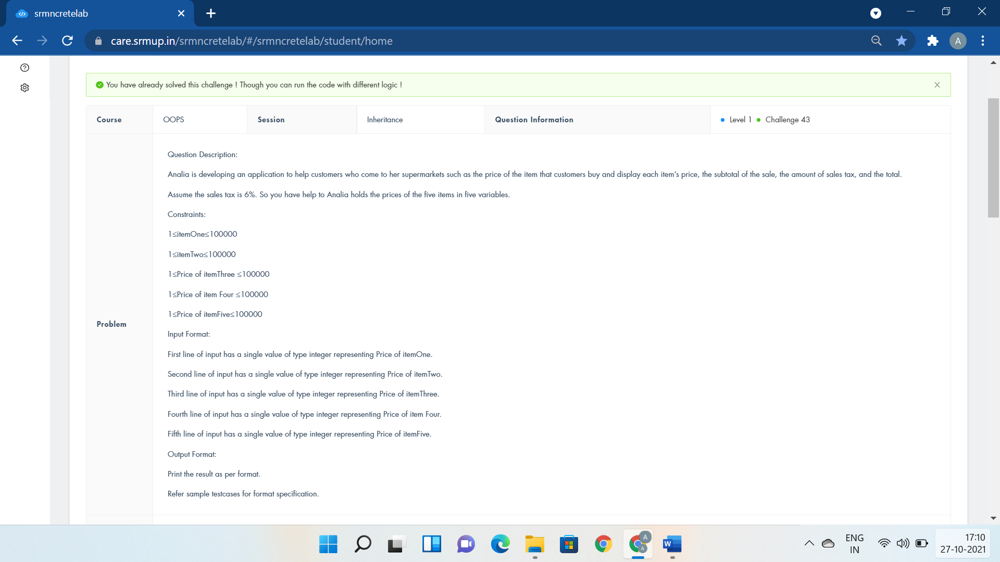 srmncretelab
care.srmup.in/srmncretelab/#/srmncretelab/student/home
A
You have already solved this challenge ! Though you can run the code with different logic !
Course OOPS Session Inheritance Question Information Level 1 Challenge 43
Question Description:
Analia is developing an application to help customers who come to her supermarkets such as the price of the item that customers buy and display each item's price, the subtotal of the sale, the amount of sales tax, and the total.
Assume the sales tax is 6%. So you have help to Analia holds the prices of the five items in five variables.
Constraints:
1≤itemOne≤100000
1≤itemTwo≤100000
1≤Price of itemThree ≤100000
1≤Price of item Four ≤100000
1≤Price of itemFive≤100000
Problem
Input Format:
First line of input has a single value of type integer representing Price of itemOne.
Second line of input has a single value of type integer representing Price of itemTwo.
Third line of input has a single value of type integer representing Price of itemThree.
Fourth line of input has a single value of type integer representing Price of item Four.
Fifth line of input has a single value of type integer representing Price of itemFive.
Output Format:
Print the result as per format.
Refer sample testcases for format specification.
A
A
W
ENG
IN
17:10
27-10-2021